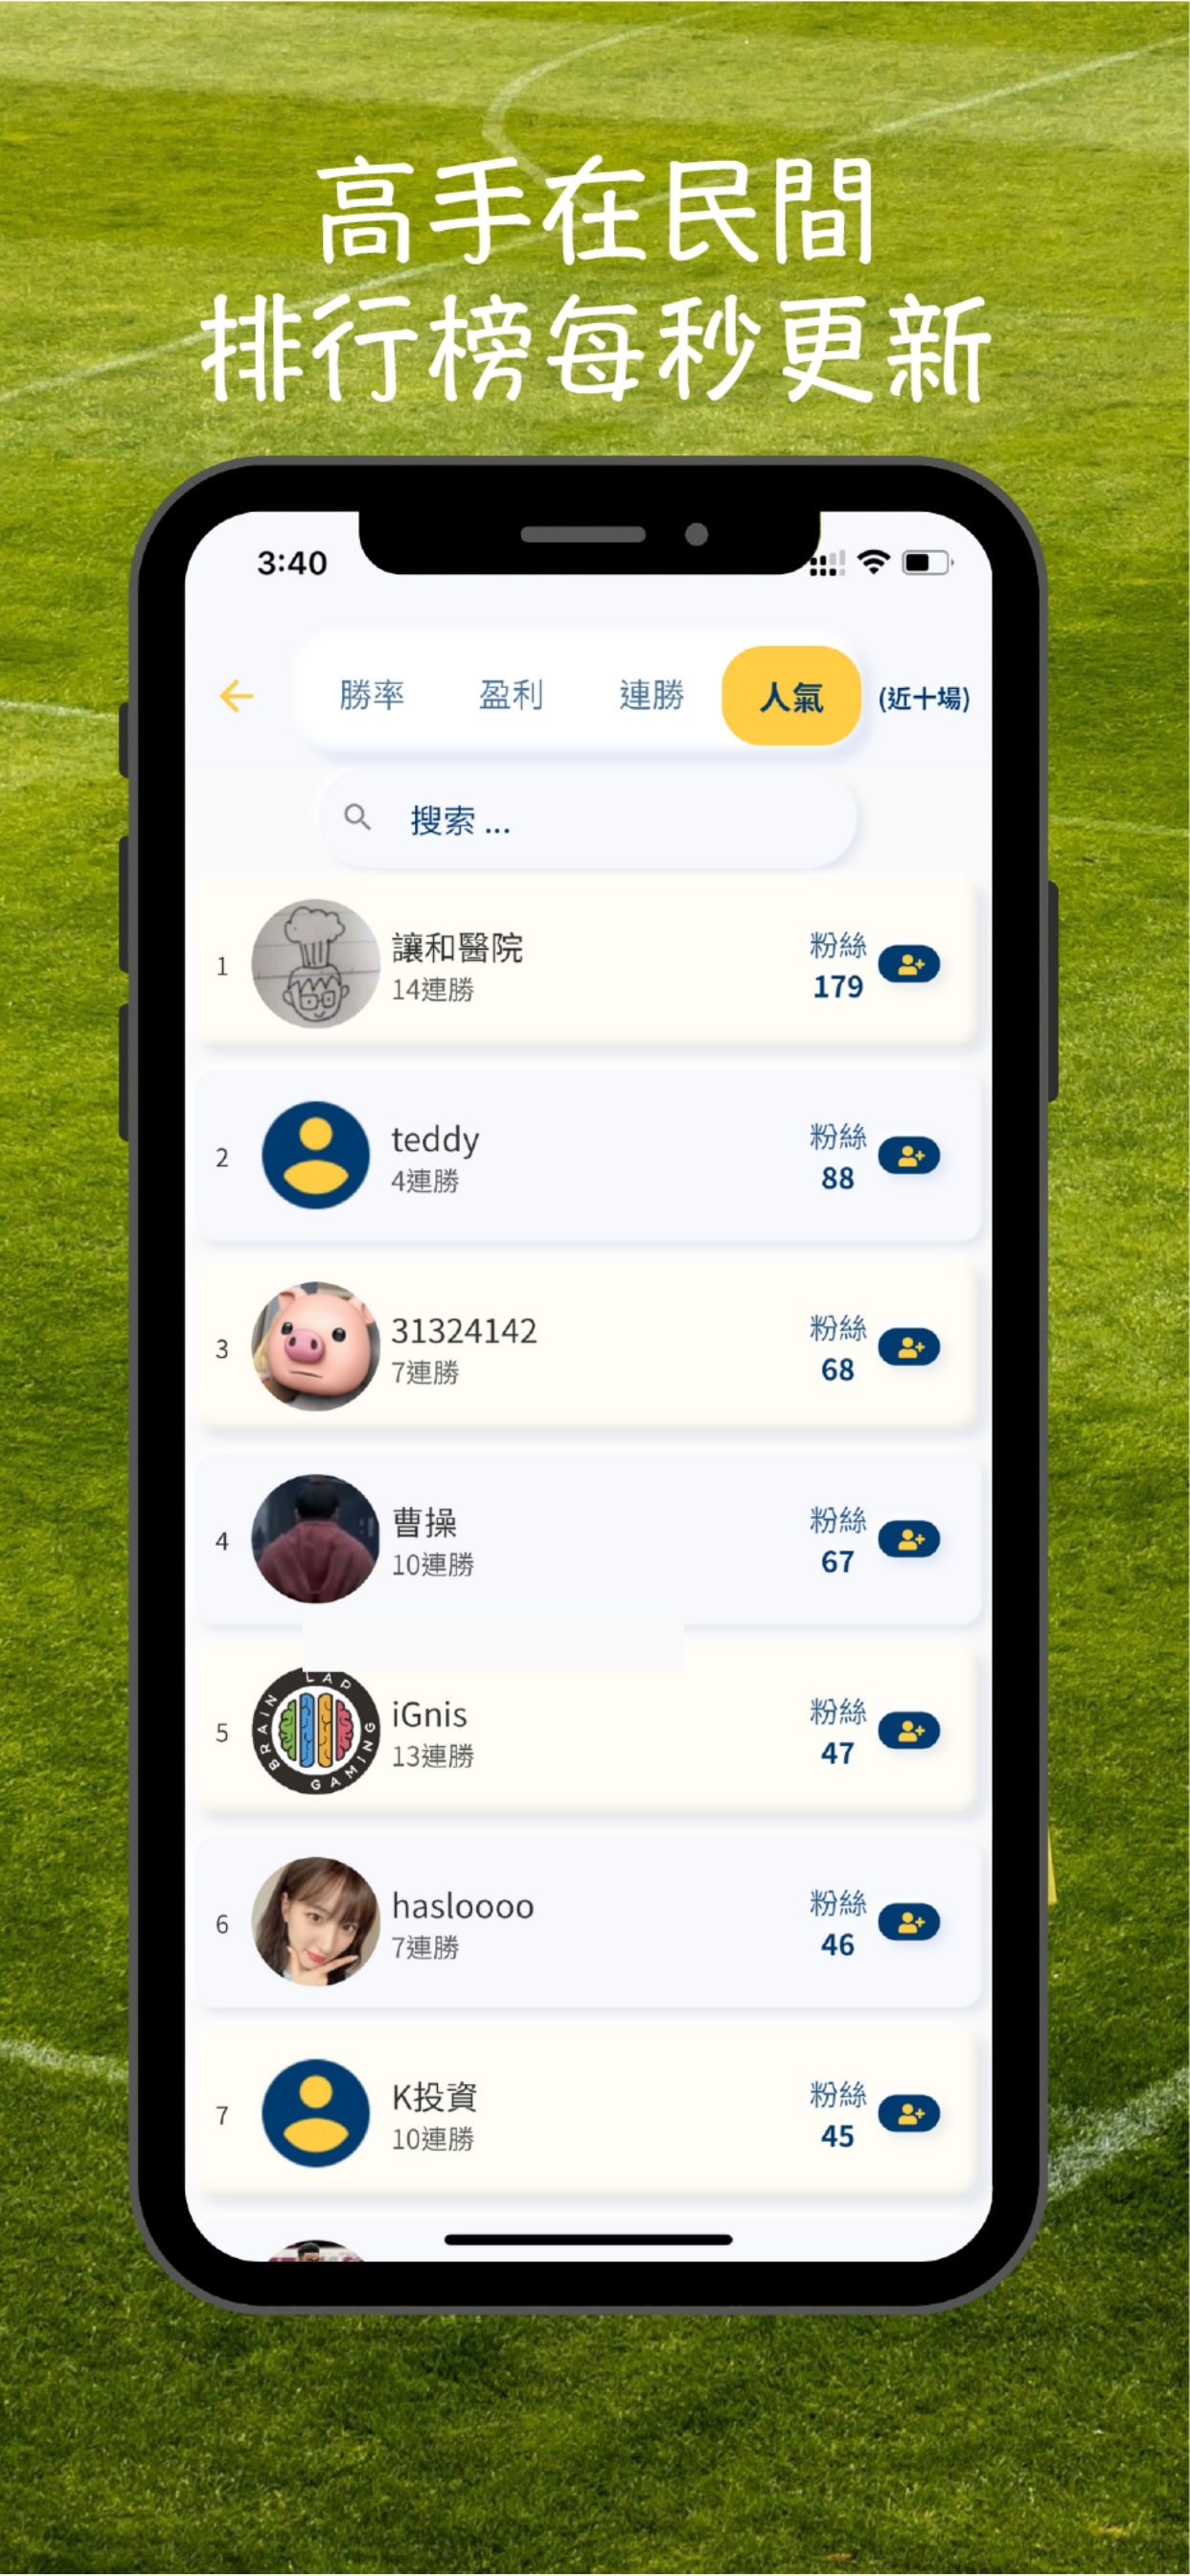 高手在民間
排行榜每秒更新
3:40
勝率 盈利 連勝 人氣 (近十場)
搜索 ...
1 讓和醫院 粉絲
14連勝 179
2 teddy 粉絲
4連勝 88
3 31324142 粉絲
7連勝 68
4 曹操 粉絲
10連勝 67
BRAIN LAP GAMING
5 iGnis 粉絲
13連勝 47
6 hasloooo 粉絲
7連勝 46
7 K投資 粉絲
10連勝 45